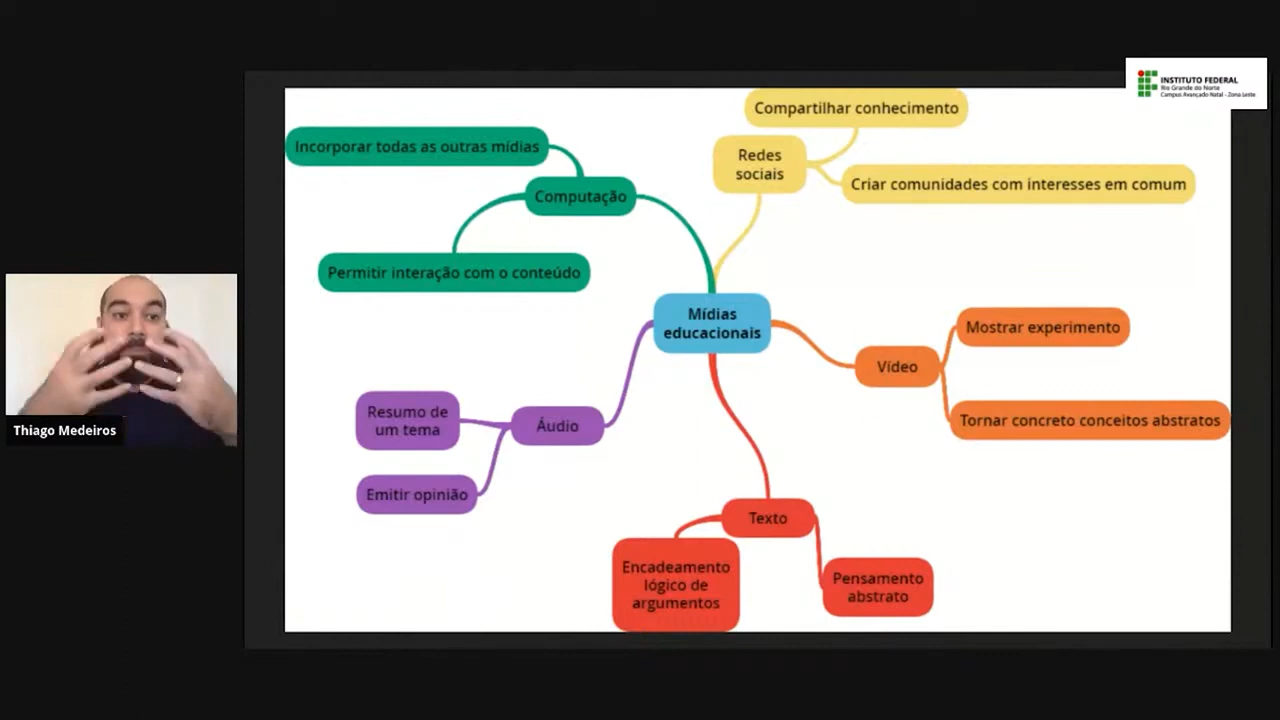 INSTITUTO FEDERAL
Rio Grande do Norte
Campus Avançado Natal - Zona Leste
Compartilhar conhecimento
Redes
sociais
Criar comunidades com interesses em comum
Incorporar todas as outras mídias
Computação
Permitir interação com o conteúdo
Mídias
educacionais
Mostrar experimento
Vídeo
Tornar concreto conceitos abstratos
Resumo de
um tema
Áudio
Emitir opinião
Texto
Encadeamento
lógico de
argumentos
Pensamento
abstrato
Thiago Medeiros